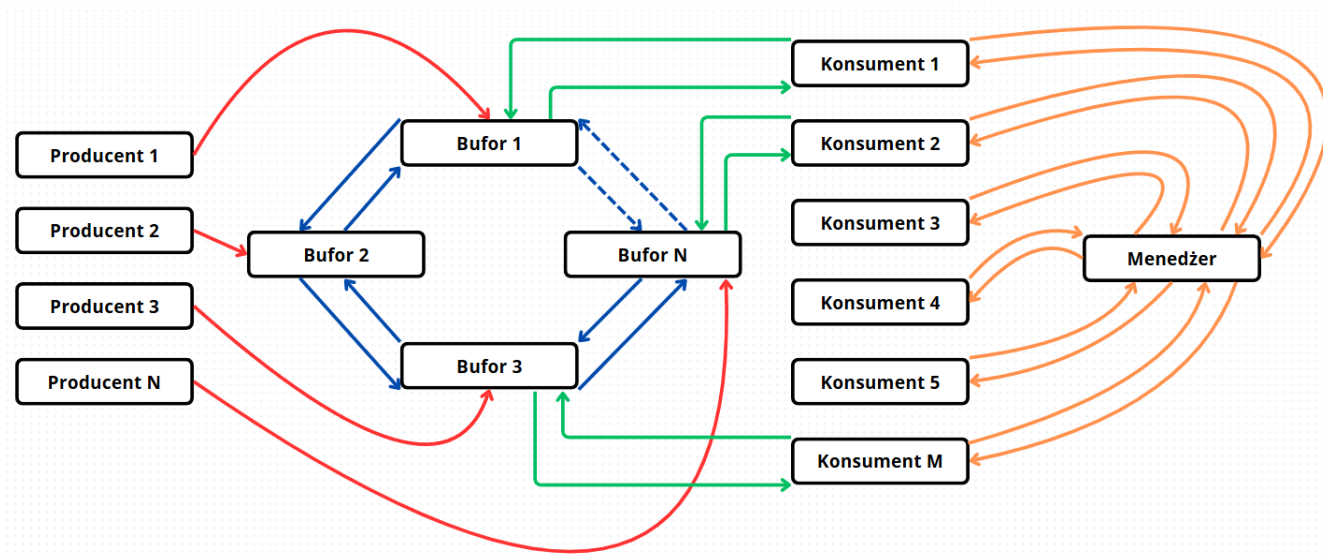 Producent 1
Producent 2
Producent 3
Producent N
Bufor 1
Bufor 2
Bufor N
Bufor 3
Konsument 1
Konsument 2
Konsument 3
Konsument 4
Konsument 5
Konsument M
Menedżer